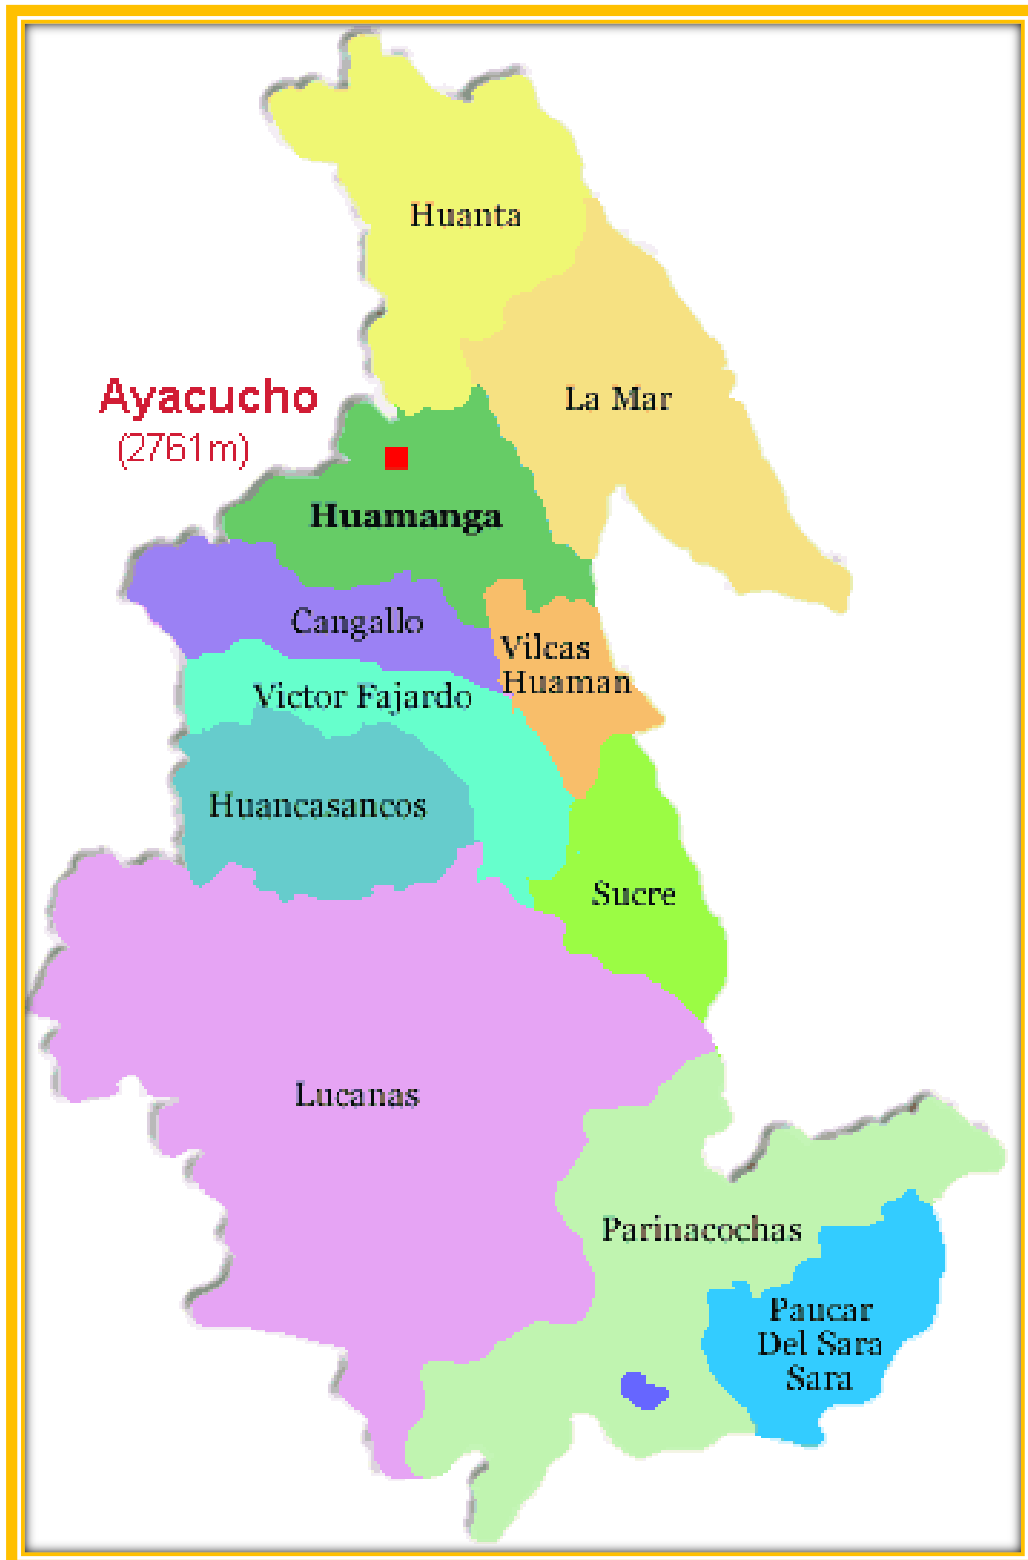 Huanta
La Mar
Ayacucho
(2761m)
Huamanga
Cangallo
Vilcas
Huaman
Victor Fajardo
Huancasancos
Sucre
Lucanas
Parinacochas
Paucar
Del Sara
Sara